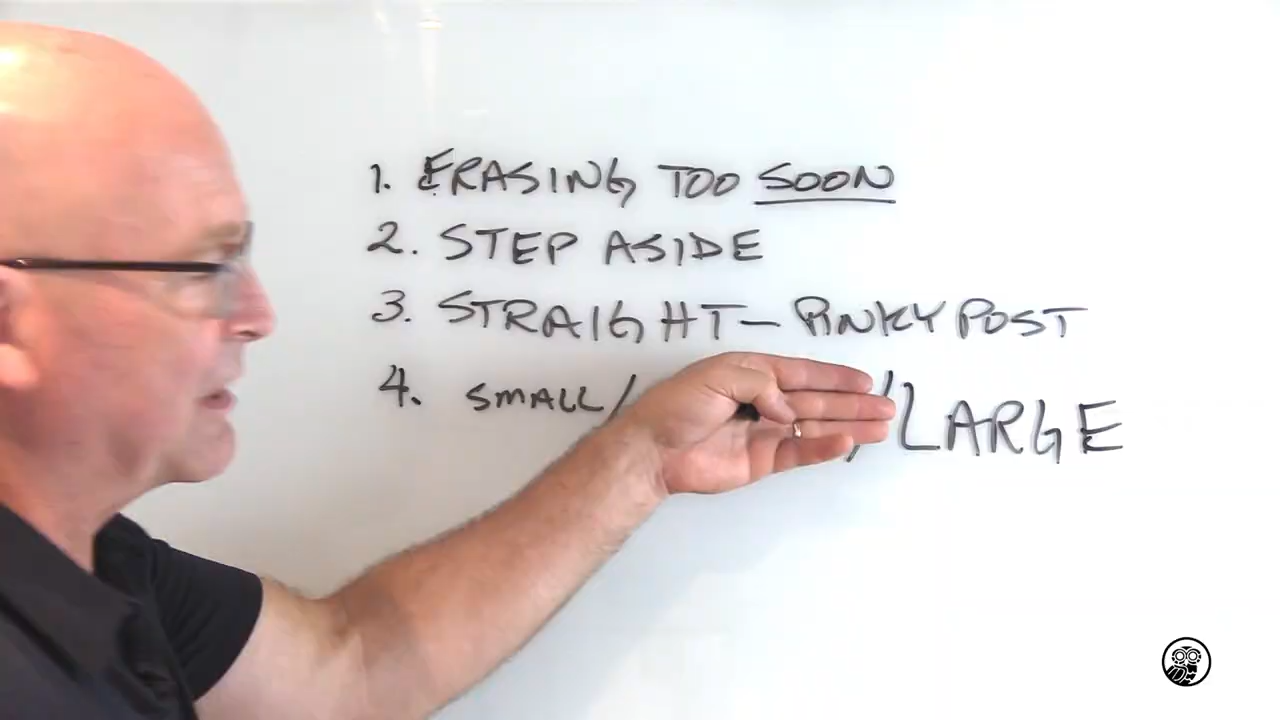 1. ERASING TOO SOON
2. STEP ASIDE
3. STRAIGHT - PINKY POST
4. SMALL/ /LARGE